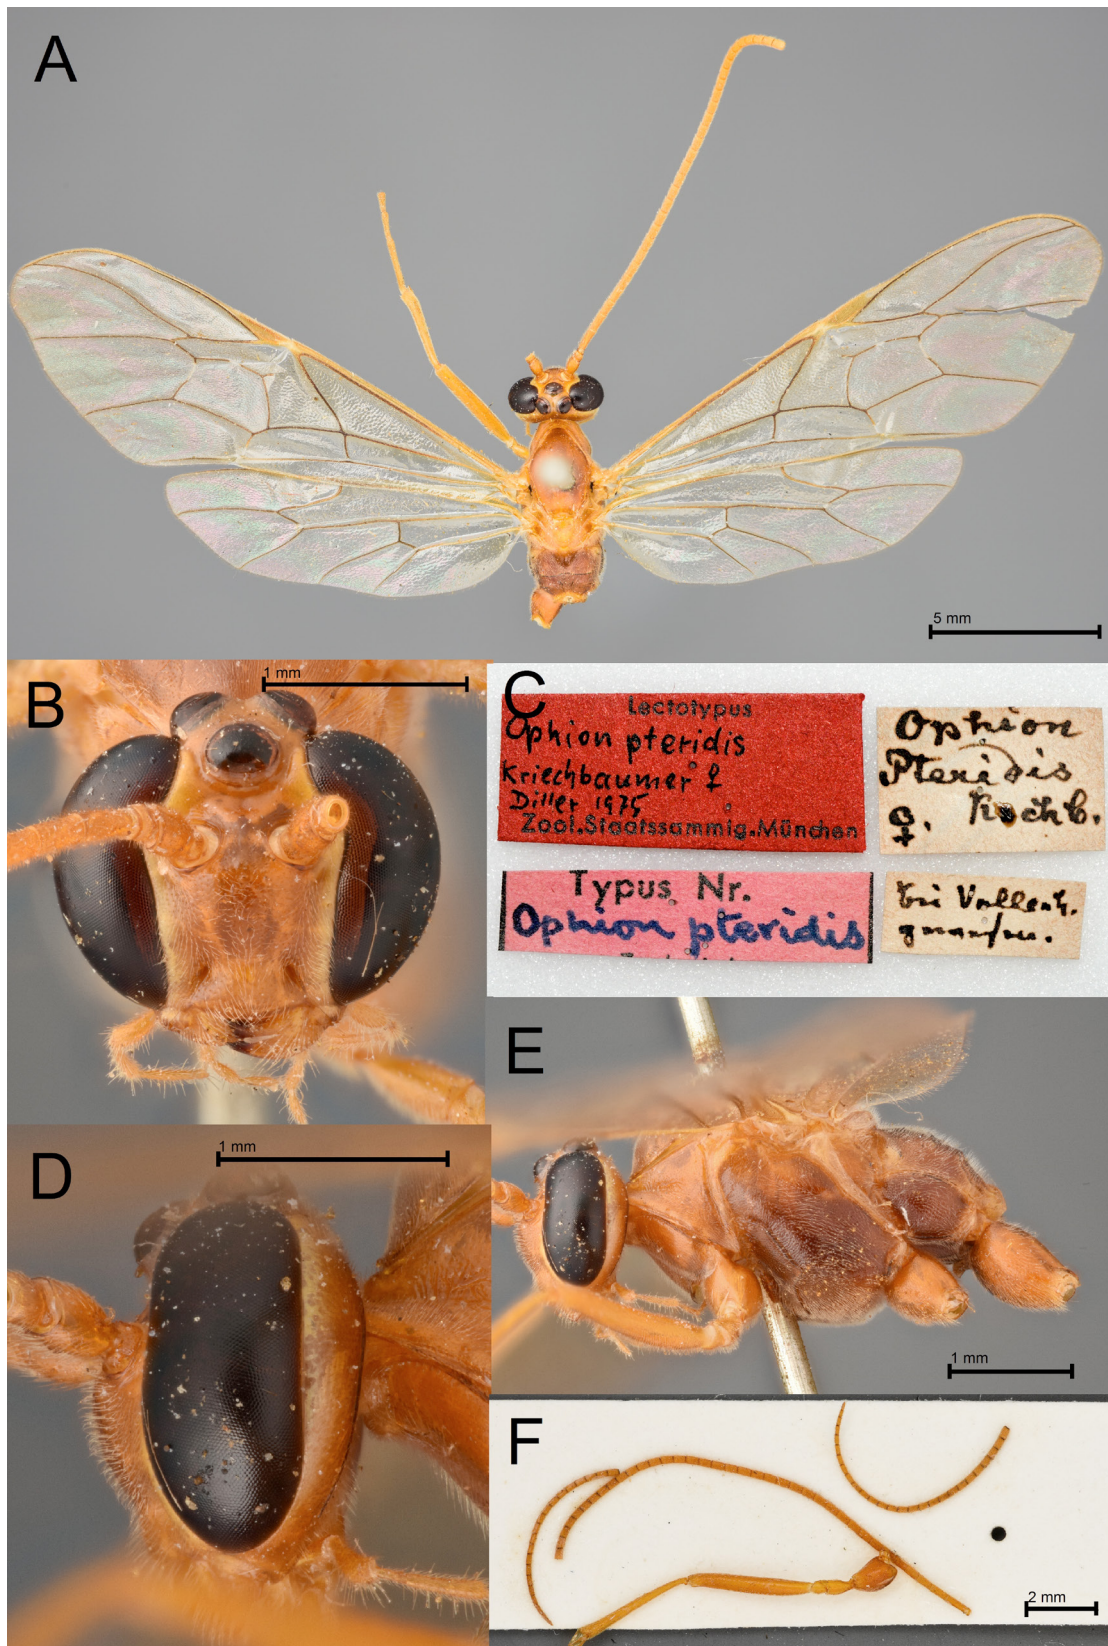 A
5 mm
B
1 mm
C
Lectotypus
Ophion pteridis
Kriechbaumer ♀
Diller 1975
Zool.Staatssammlg.München
Ophion
Pteridis
♀. Krchb.
Typus Nr.
Ophion pteridis
D
1 mm
E
1 mm
F
2 mm